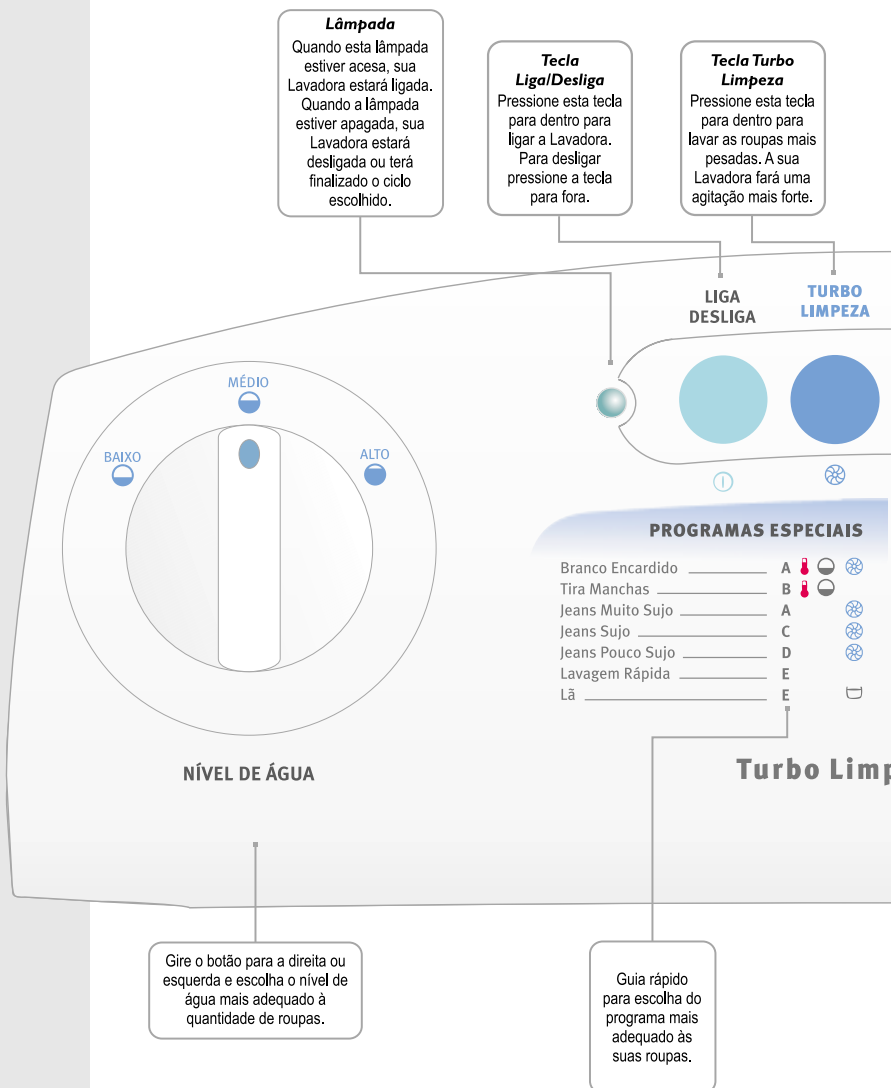 Lâmpada
Quando esta lâmpada
estiver acesa, sua
Lavadora estará ligada.
Quando a lâmpada
estiver apagada, sua
Lavadora estará
desligada ou terá
finalizado o ciclo
escolhido.
Tecla
Liga/Desliga
Pressione esta tecla
para dentro para
ligar a Lavadora.
Para desligar
pressione a tecla
para fora.
Tecla Turbo
Limpeza
Pressione esta tecla
para dentro para
lavar as roupas mais
pesadas. A sua
Lavadora fará uma
agitação mais forte.
LIGA
DESLIGA
TURBO
LIMPEZA
MÉDIO
BAIXO
ALTO
NÍVEL DE ÁGUA
PROGRAMAS ESPECIAIS
Branco Encardido A
Tira Manchas B
Jeans Muito Sujo A
Jeans Sujo C
Jeans Pouco Sujo D
Lavagem Rápida E
Lã E
Turbo Limp
Gire o botão para a direita ou
esquerda e escolha o nível de
água mais adequado à
quantidade de roupas.
Guia rápido
para escolha do
programa mais
adequado às
suas roupas.